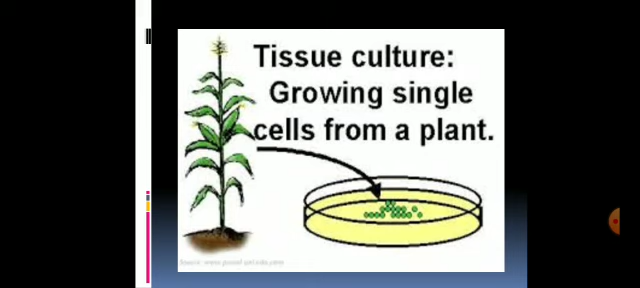 Tissue culture:
Growing single
cells from a plant.